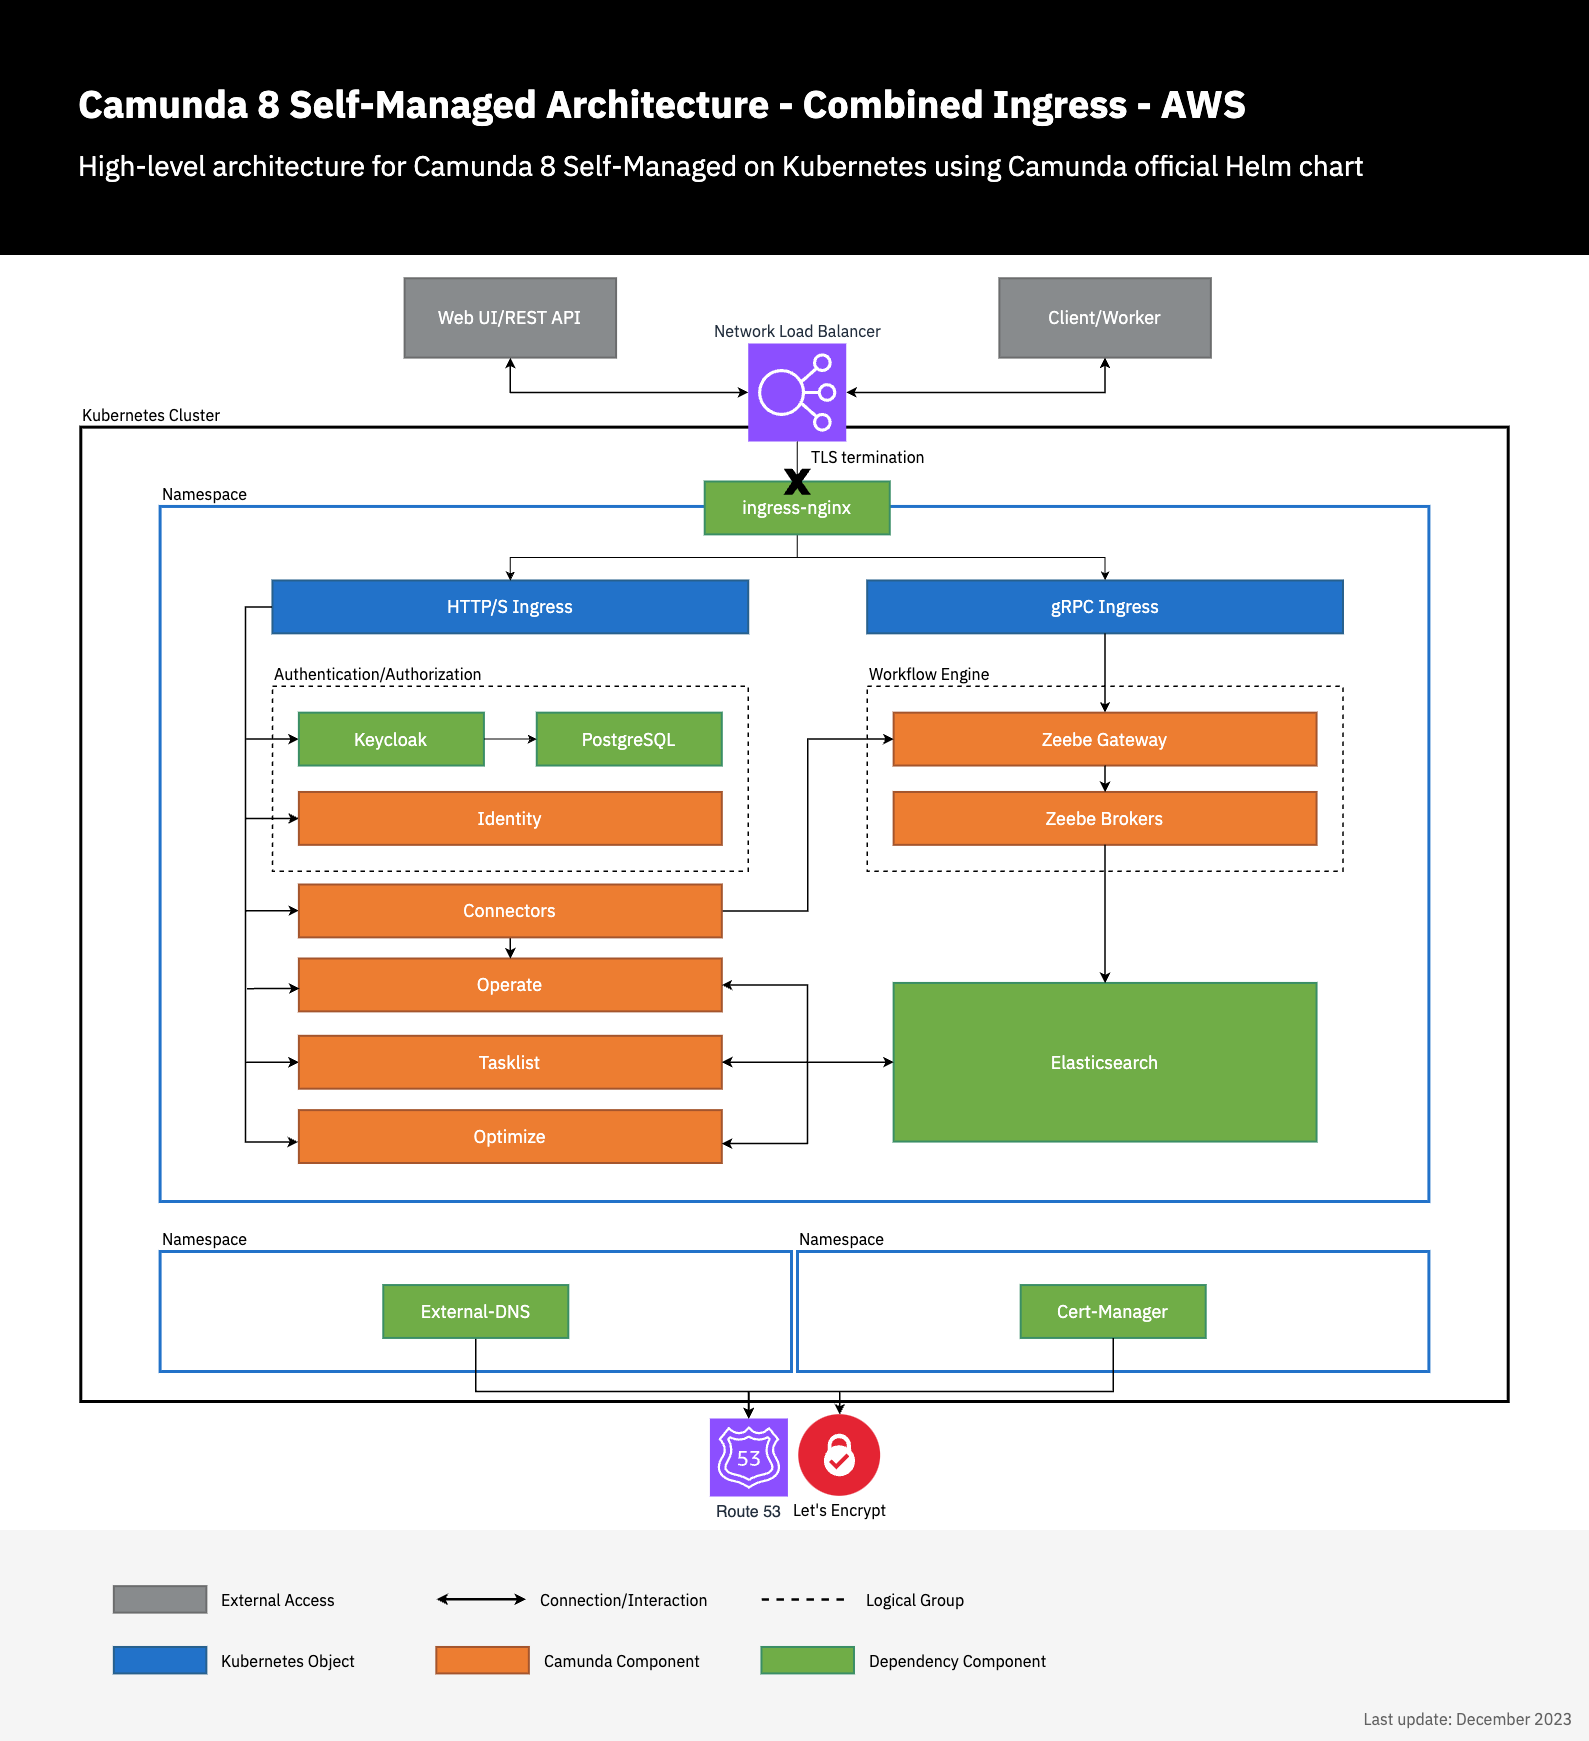 Camunda 8 Self-Managed Architecture - Combined Ingress - AWS
High-level architecture for Camunda 8 Self-Managed on Kubernetes using Camunda official Helm chart
Web UI/REST API
Client/Worker
Network Load Balancer
Kubernetes Cluster
TLS termination
Namespace
ingress-nginx
HTTP/S Ingress
gRPC Ingress
Authentication/Authorization
Workflow Engine
Keycloak
PostgreSQL
Zeebe Gateway
Identity
Zeebe Brokers
Connectors
Operate
Tasklist
Elasticsearch
Optimize
Namespace
Namespace
External-DNS
Cert-Manager
53
Route 53
Let's Encrypt
External Access
Connection/Interaction
Logical Group
Kubernetes Object
Camunda Component
Dependency Component
Last update: December 2023